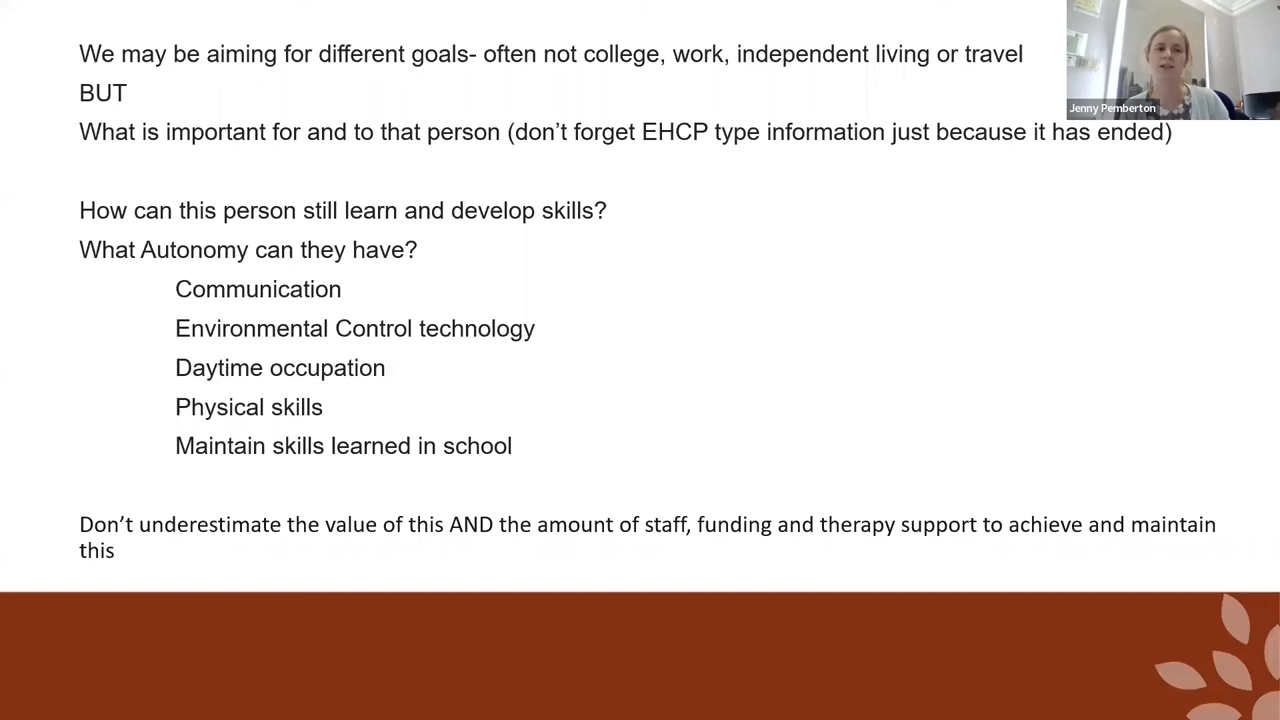 We may be aiming for different goals- often not college, work, independent living or travel
BUT
What is important for and to that person (don’t forget EHCP type information just because it has ended)
How can this person still learn and develop skills?
What Autonomy can they have?
Communication
Environmental Control technology
Daytime occupation
Physical skills
Maintain skills learned in school
Don’t underestimate the value of this AND the amount of staff, funding and therapy support to achieve and maintain
this
Jenny Pemberton